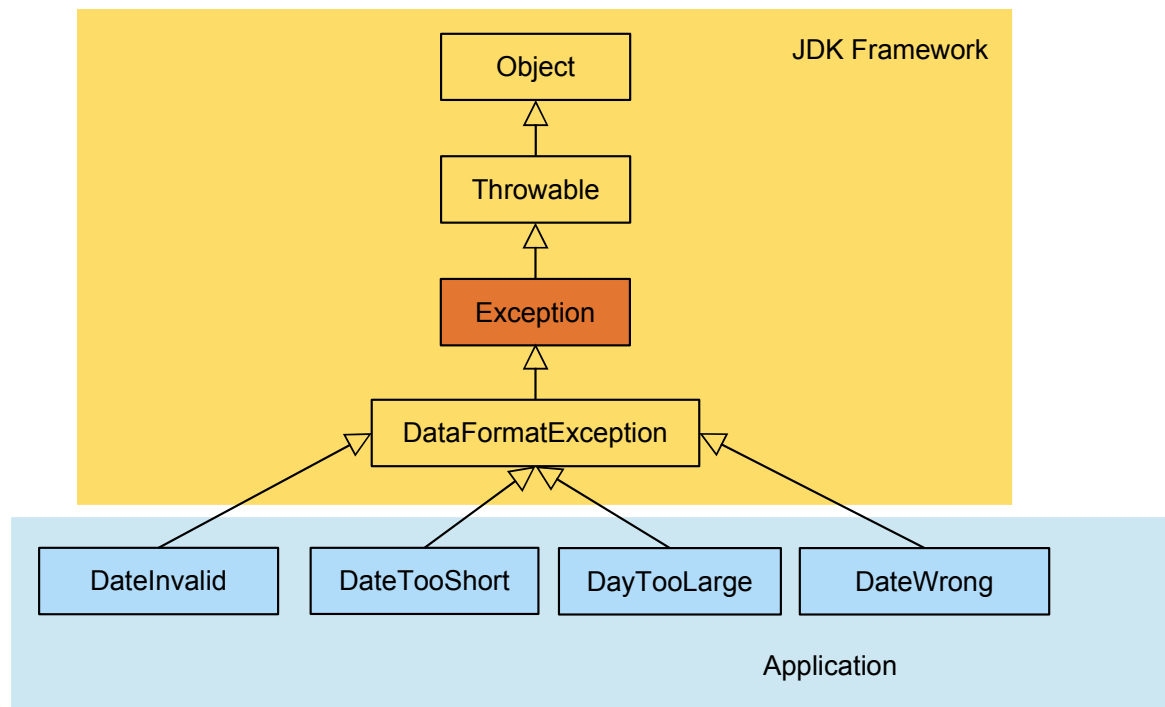 JDK Framework
Object
Throwable
Exception
DataFormatException
DateInvalid
DateTooShort
DayTooLarge
DateWrong
Application